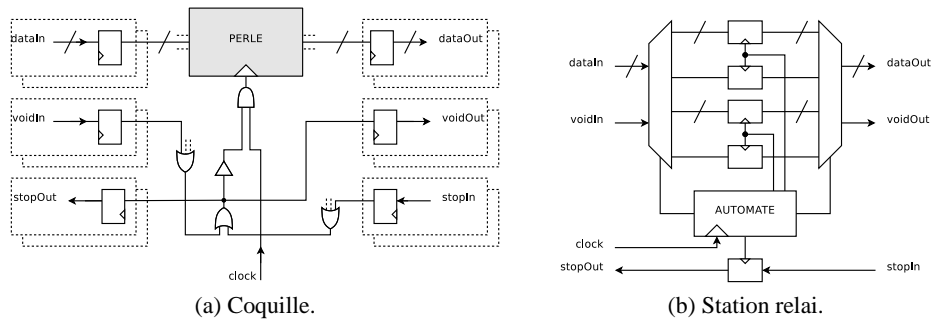 dataIn
PERLE
dataOut
voidIn
voidOut
stopOut
stopIn
clock
(a) Coquille.
dataIn
dataOut
voidIn
voidOut
AUTOMATE
clock
stopOut
stopIn
(b) Station relai.